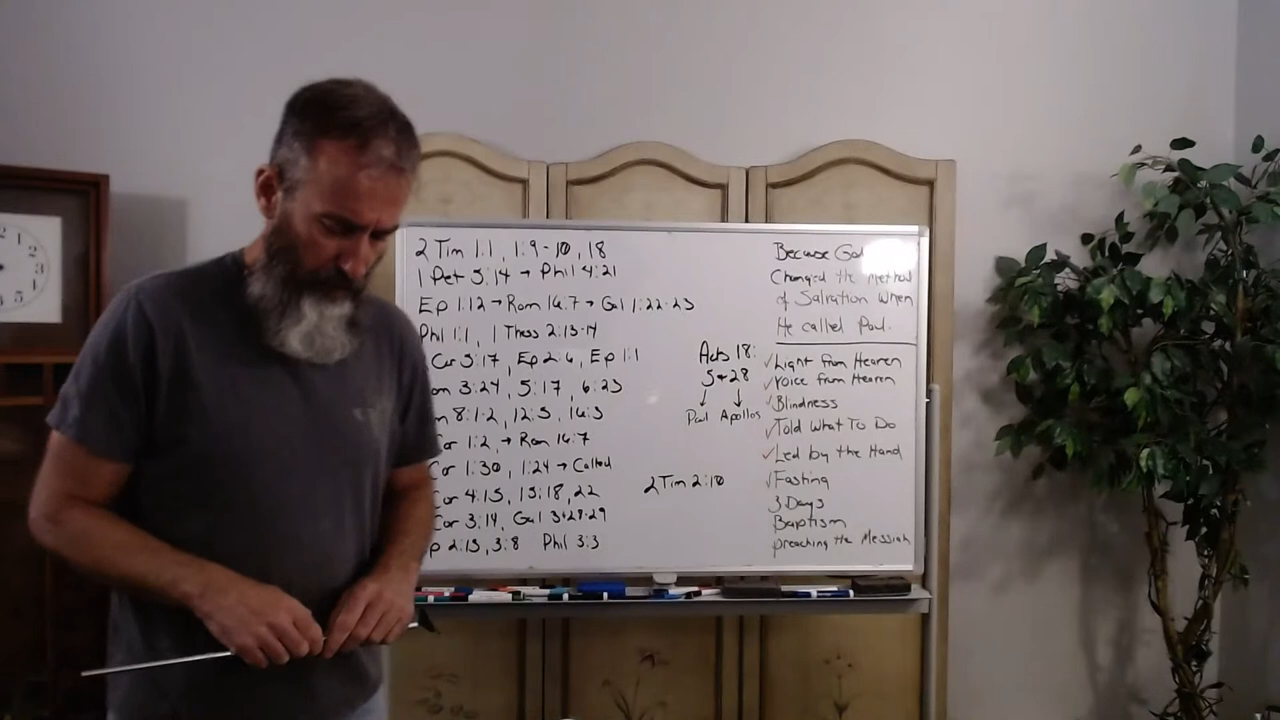 2 Tim 1:1, 1:9-10, 18
1 Pet 5:14 → Phil 4:21
Ep 1:12 → Rom 16:7 → Gal 1:22-23
Phil 1:1, 1 Thess 2:13-14
Cor 5:17, Ep 2:6, Ep 1:1
om 3:24, 5:17, 6:23
m 8:1-2, 12:5, 16:3
Cor 1:2, → Rom 16:7
Cor 1:30, 1:24 → Called
Cor 4:15, 15:18, 22
Cor 3:14, Gal 3:28-29
p 2:13, 3:8 Phil 3:3
Acts 18:
5 + 28
Paul Apollos
2 Tim 2:10
Because God
Changed the Method
of Salvation When
He called Paul.
✓Light from Heaven
✓Voice from Heaven
✓Blindness
✓Told What To Do
✓Led by the Hand
✓Fasting
3 Days
Baptism
preaching the Messiah
12
1
2
3
4
5